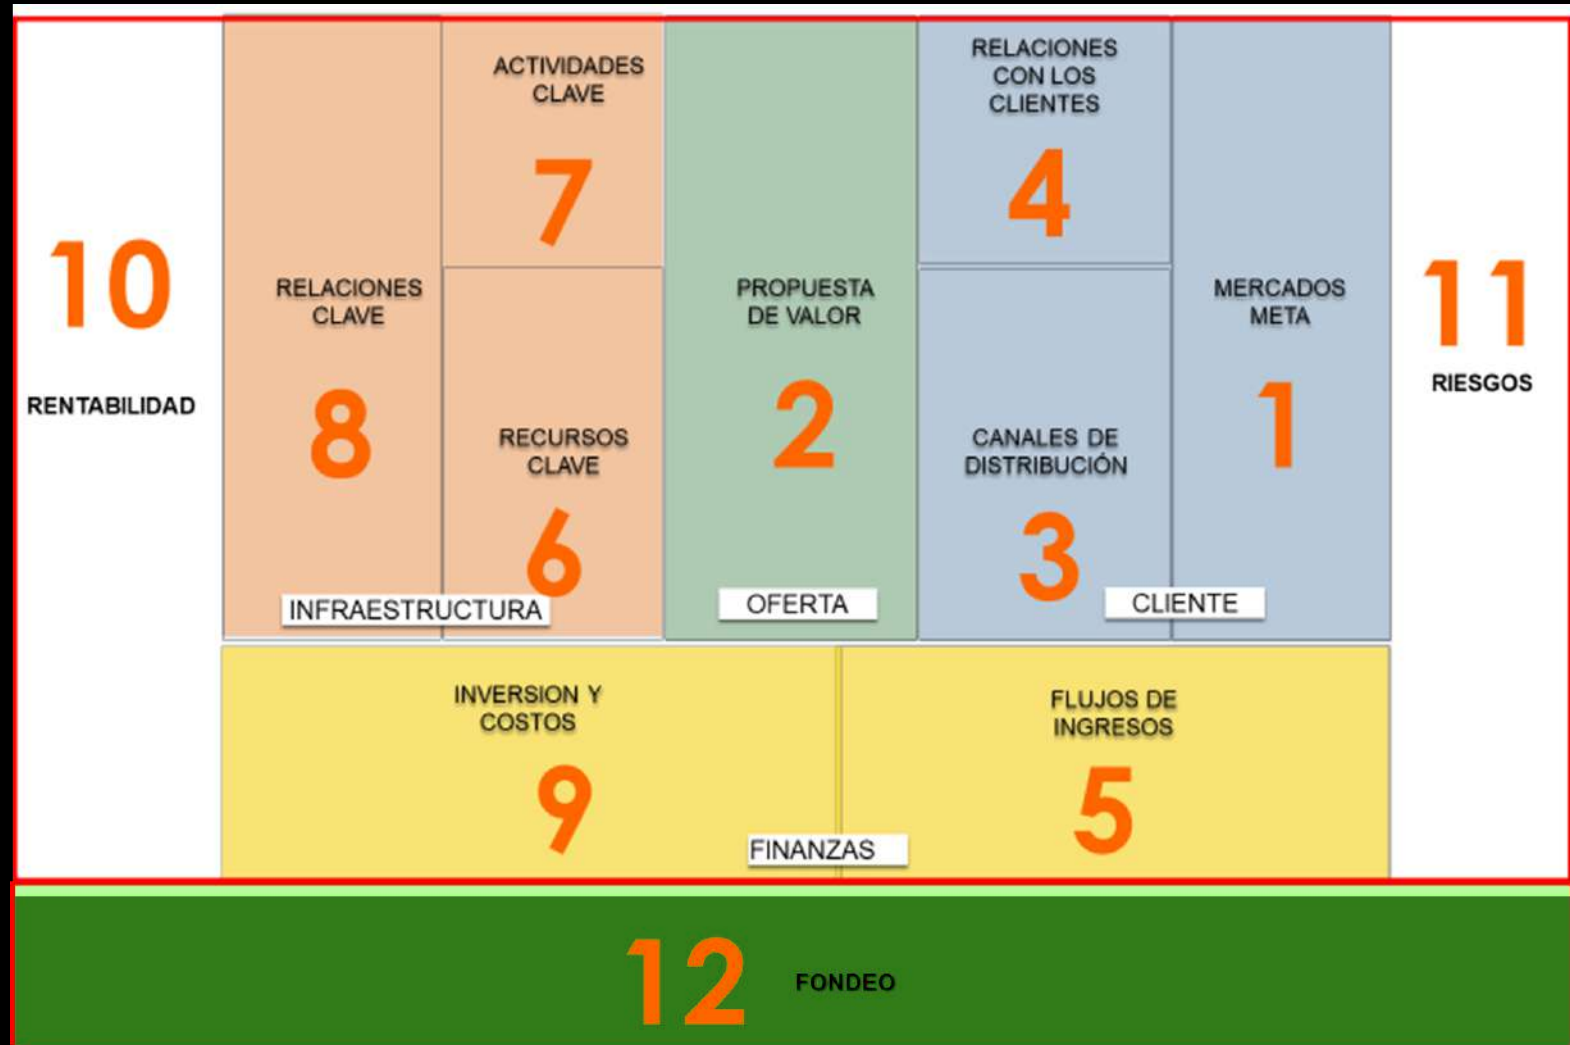 10
RENTABILIDAD
RELACIONES
CLAVE
8
ACTIVIDADES
CLAVE
7
RECURSOS
CLAVE
6
INFRAESTRUCTURA
PROPUESTA
DE VALOR
2
OFERTA
RELACIONES
CON LOS
CLIENTES
4
CANALES DE
DISTRIBUCIÓN
3
MERCADOS
META
1
CLIENTE
11
RIESGOS
INVERSION Y
COSTOS
9
FLUJOS DE
INGRESOS
5
FINANZAS
12 FONDEO